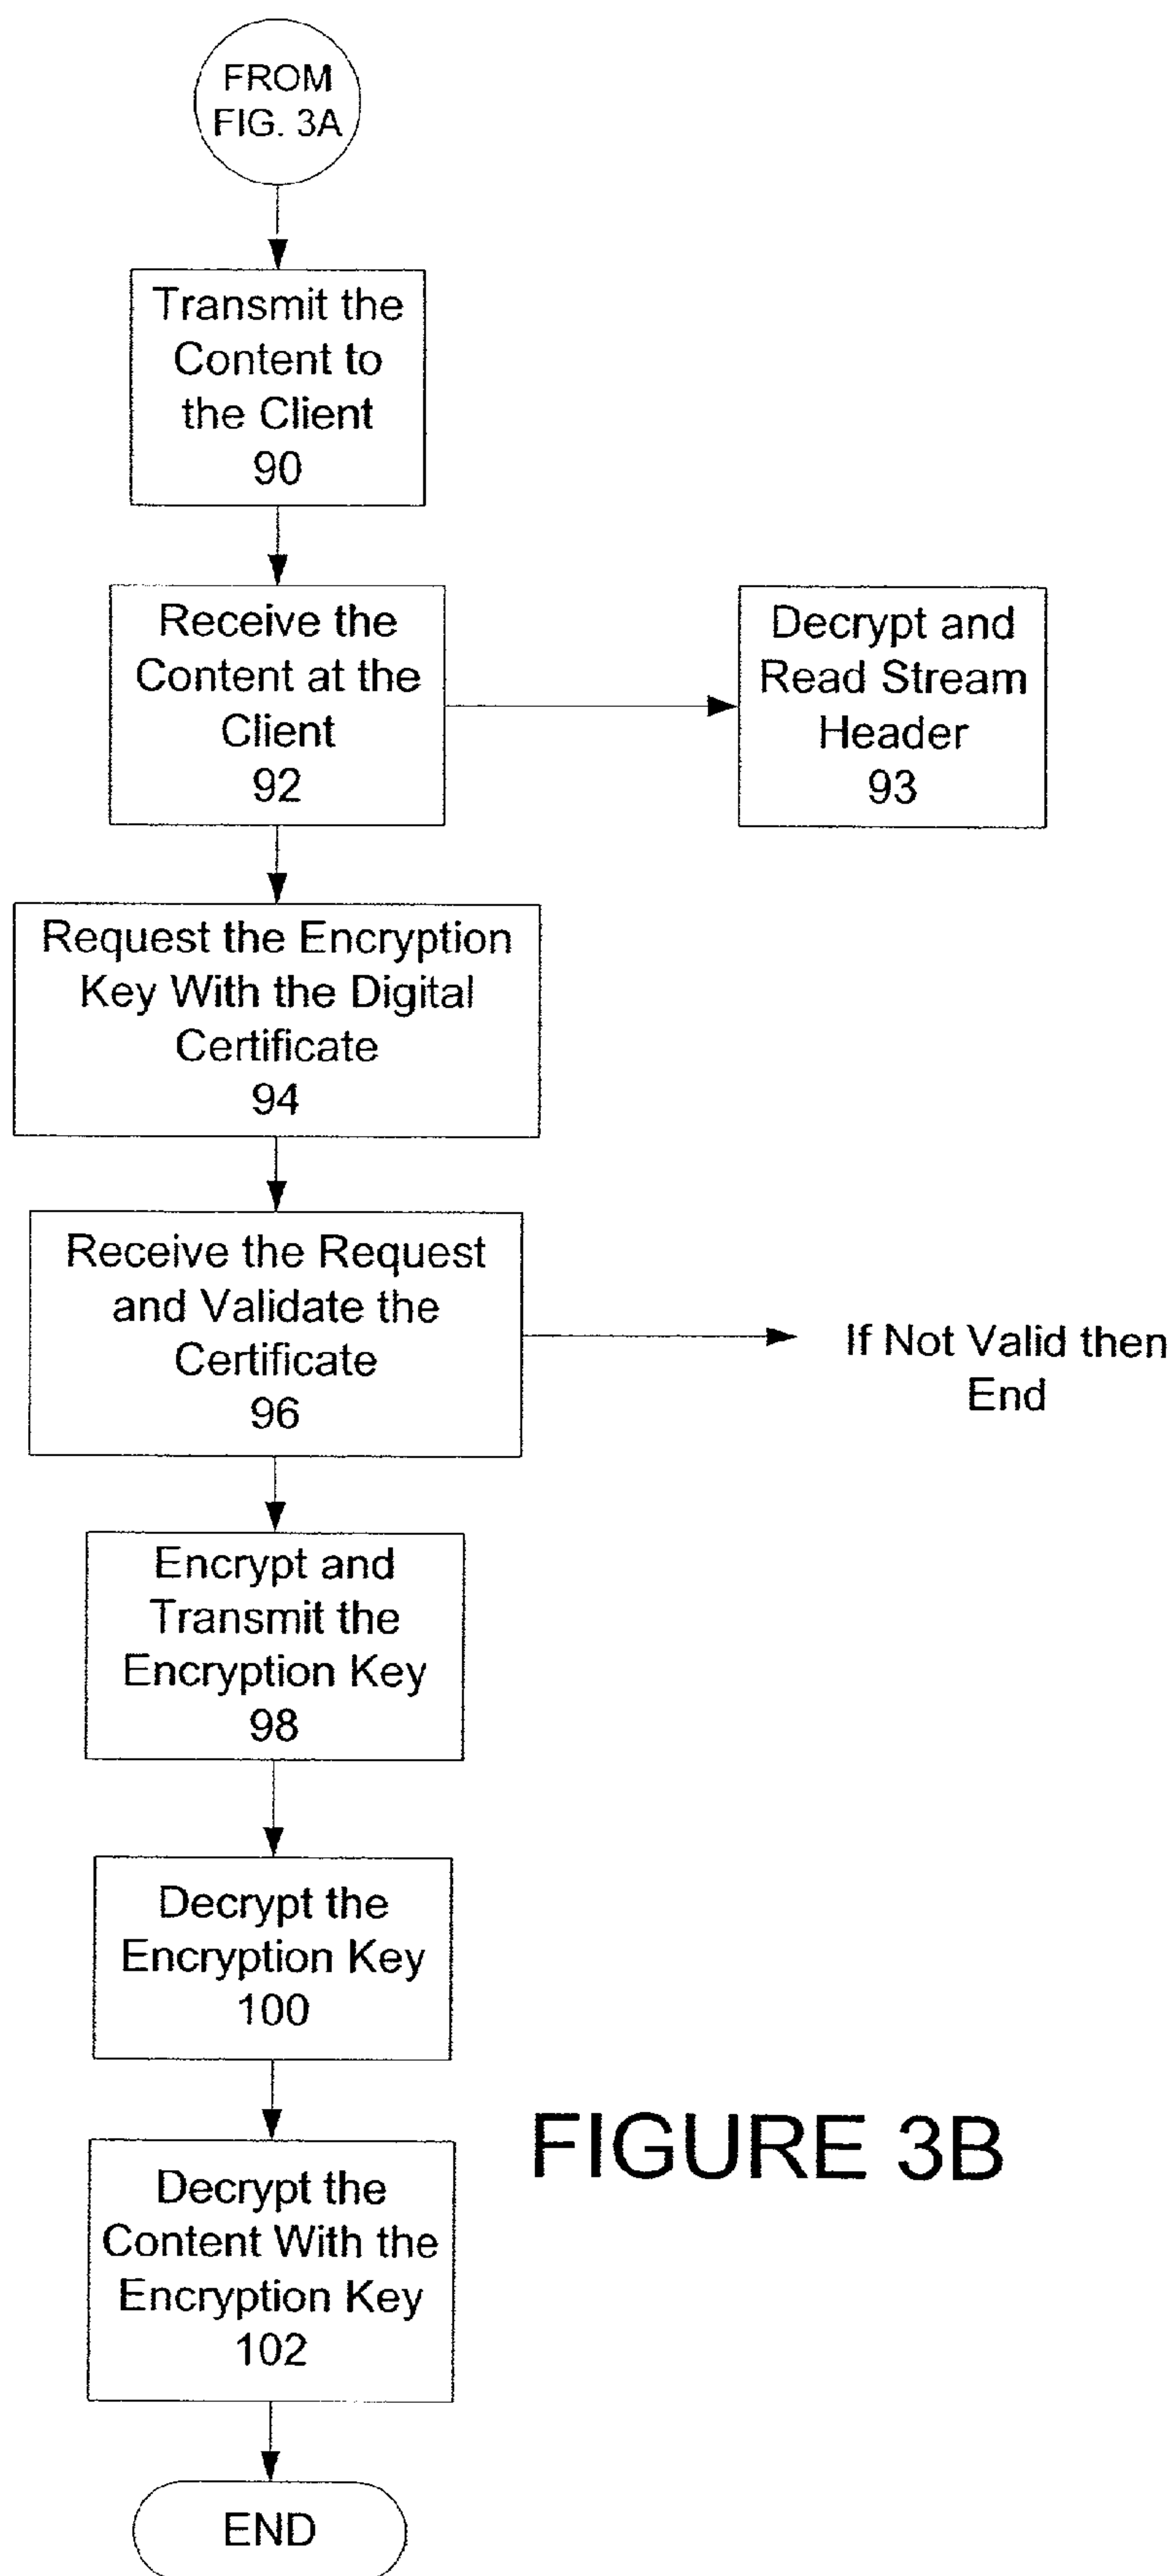 FROM
FIG. 3A
Transmit the
Content to
the Client
90
Receive the
Content at the
Client
92
Decrypt and
Read Stream
Header
93
Request the Encryption
Key With the Digital
Certificate
94
Receive the Request
and Validate the
Certificate
96
If Not Valid then
End
Encrypt and
Transmit the
Encryption Key
98
Decrypt the
Encryption Key
100
Decrypt the
Content With the
Encryption Key
102
FIGURE 3B
END